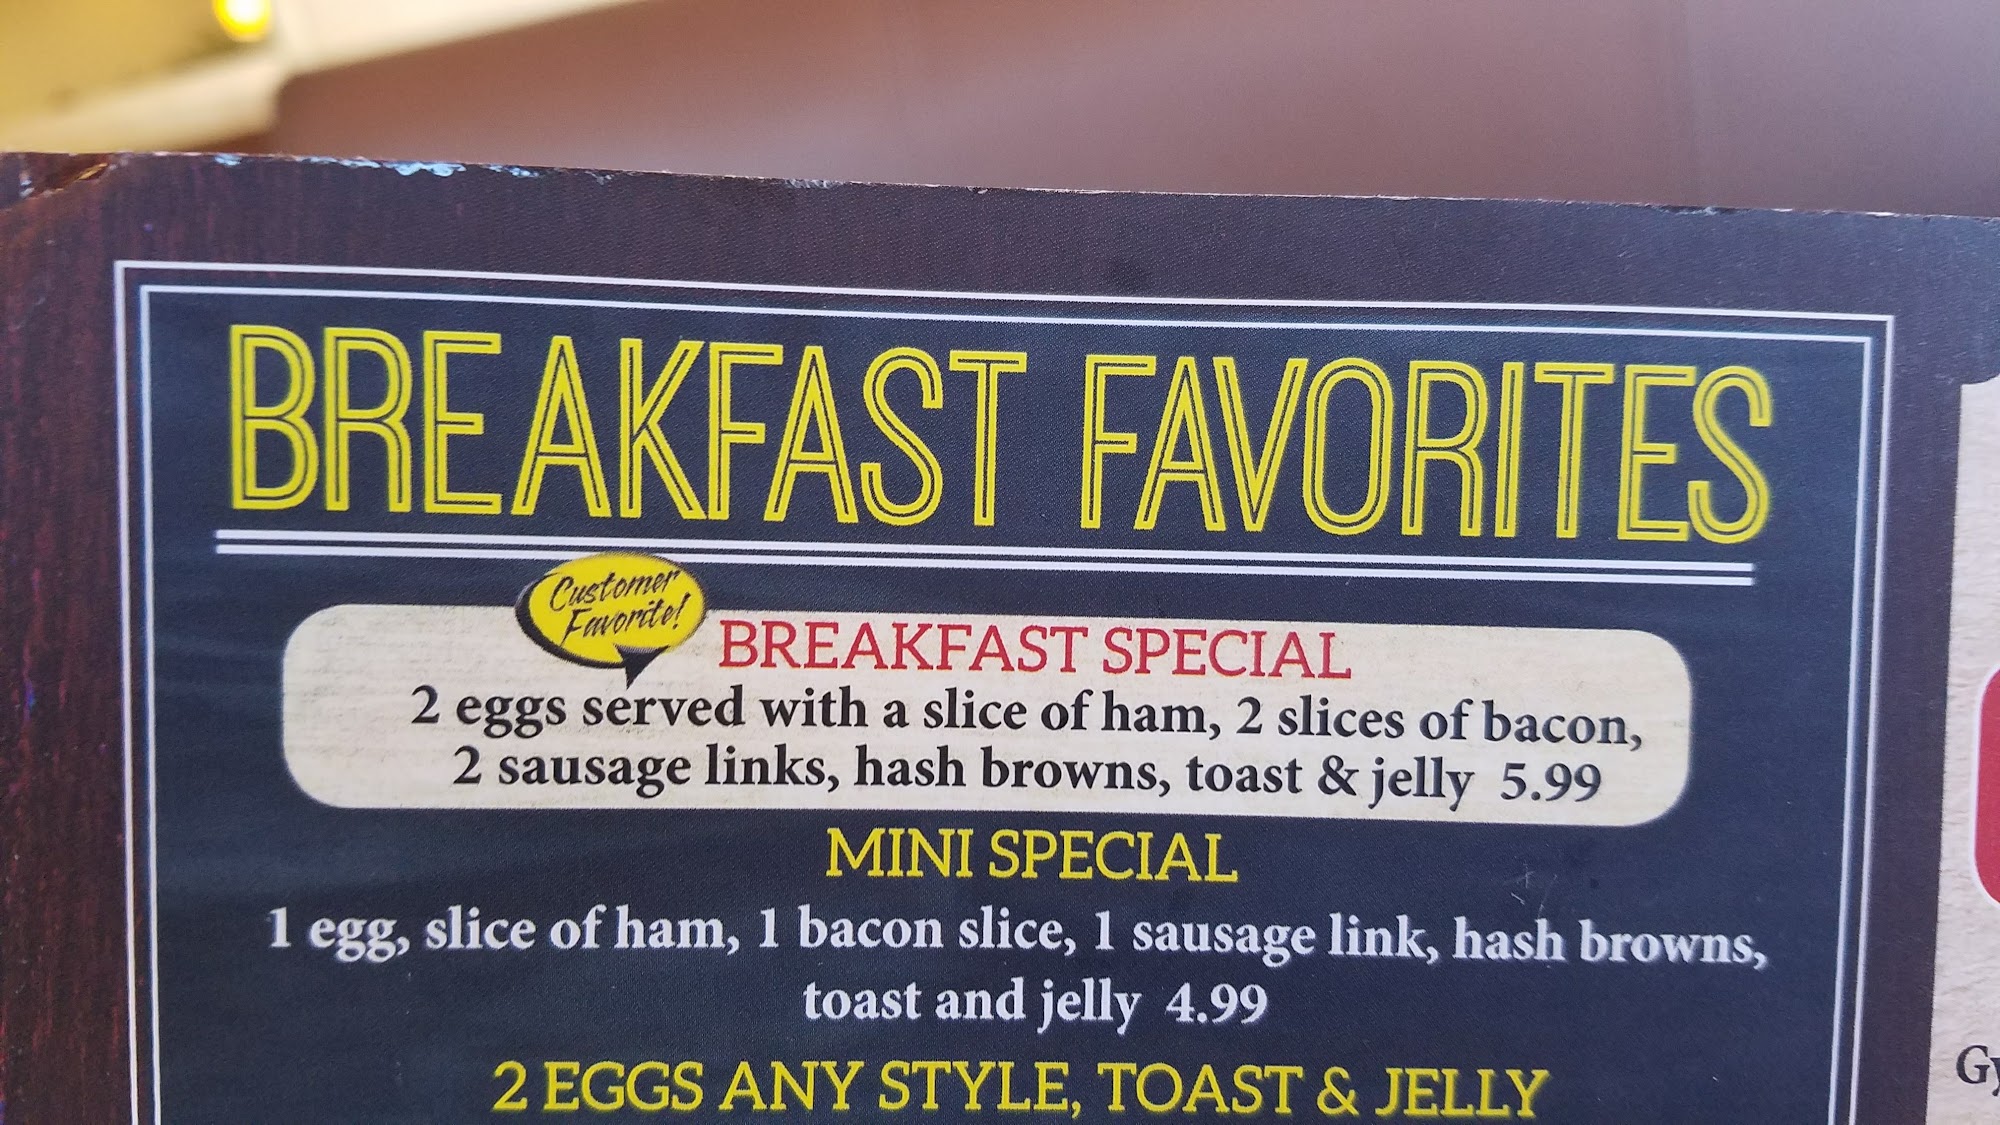 BREAKFAST FAVORITES
Customer
Favorite!
BREAKFAST SPECIAL
2 eggs served with a slice of ham, 2 slices of bacon,
2 sausage links, hash browns, toast & jelly 5.99
MINI SPECIAL
1 egg, slice of ham, 1 bacon slice, 1 sausage link, hash browns,
toast and jelly 4.99
2 EGGS ANY STYLE, TOAST & JELLY